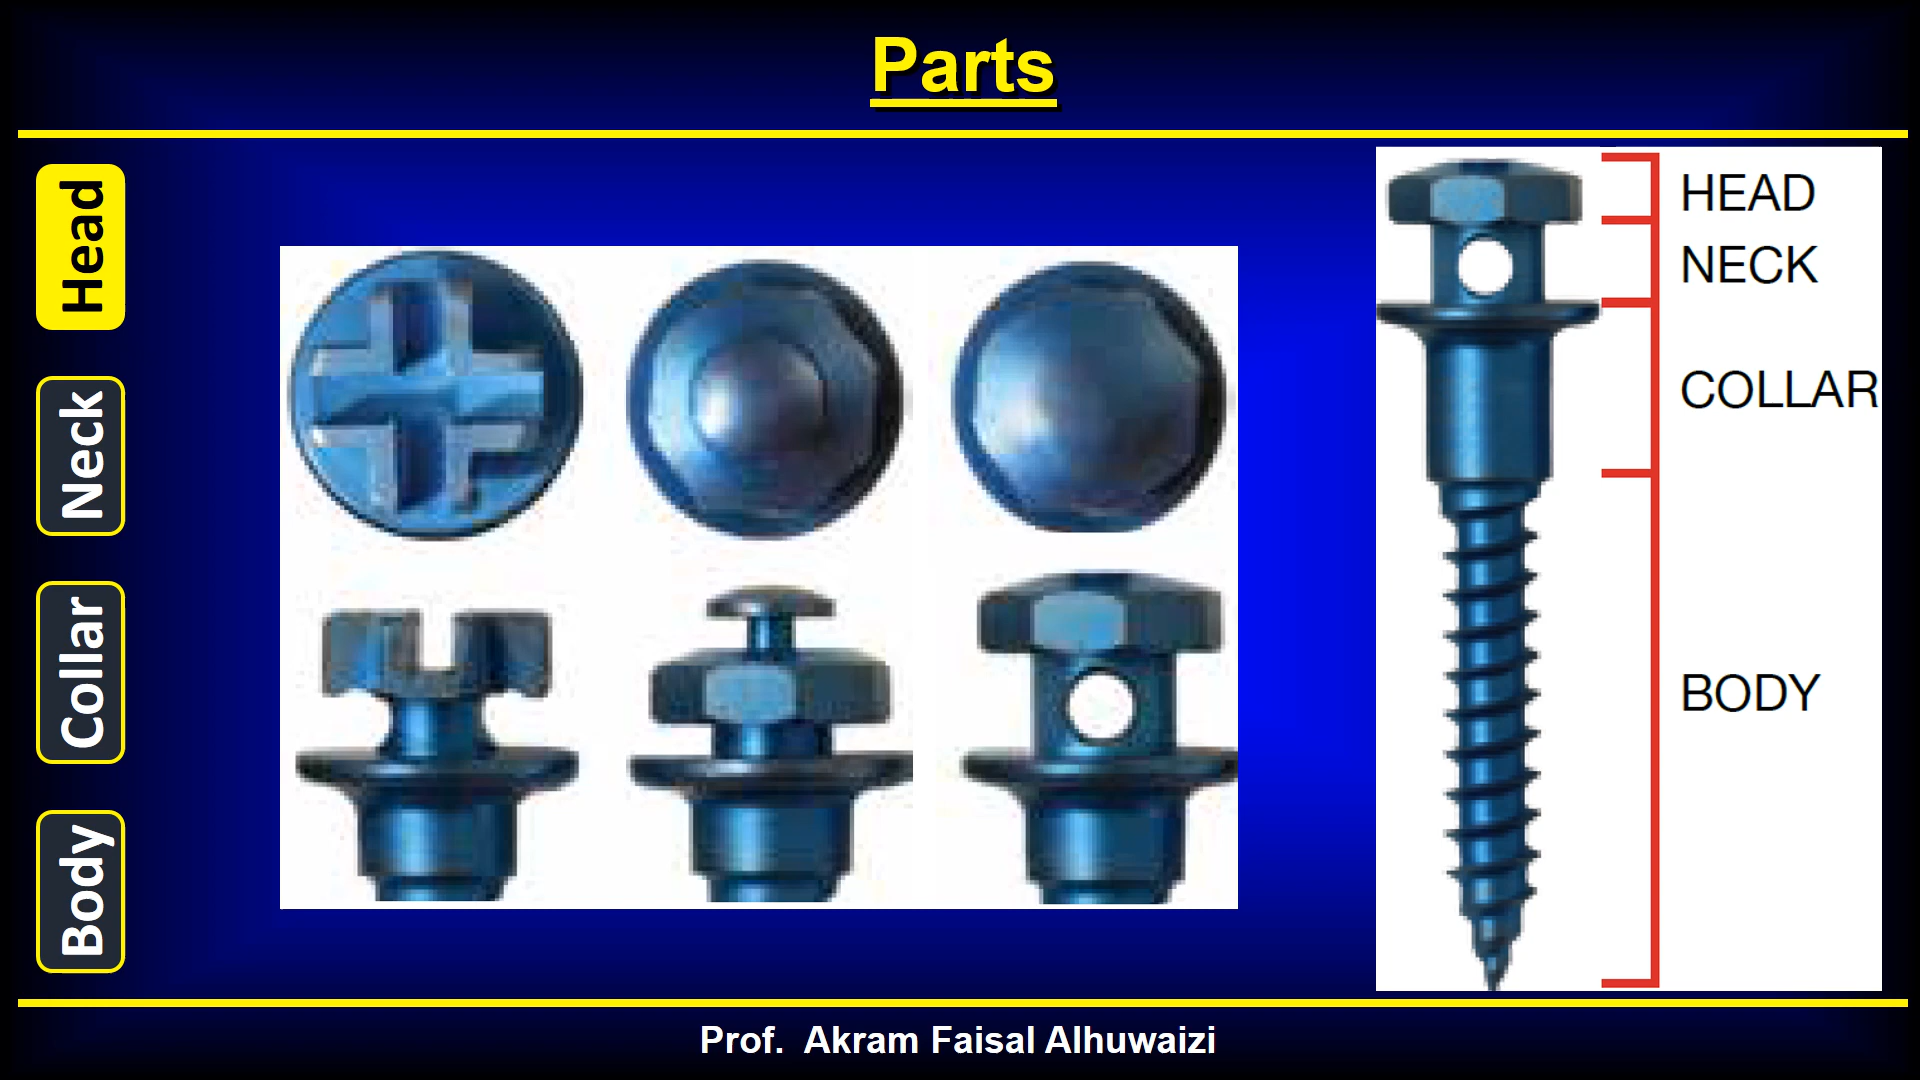 Parts
Head
Neck
Collar
Body
HEAD
NECK
COLLAR
BODY
Prof.  Akram Faisal Alhuwaizi